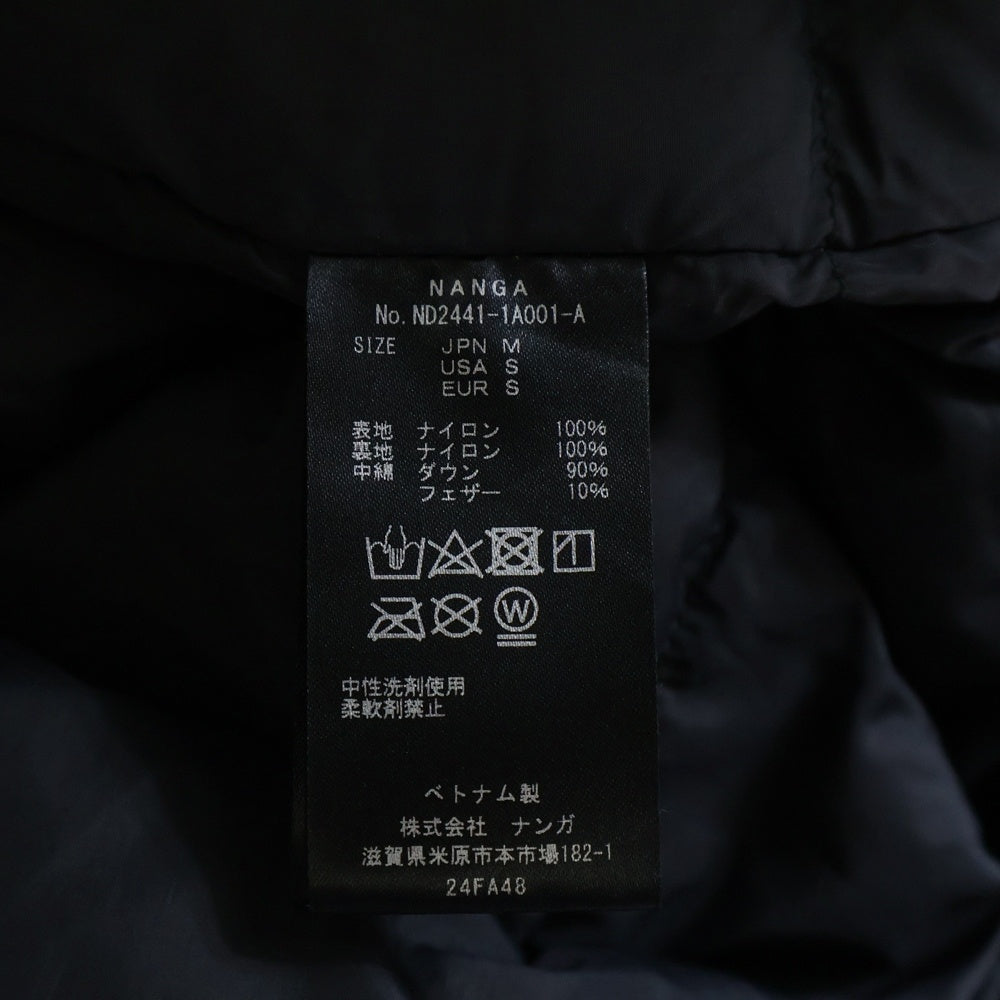 NANGA
No. ND2441-1A001-A
SIZE JPN M
USA S
EUR S
表地 ナイロン 100%
裏地 ナイロン 100%
中綿 ダウン 90%
フェザー 10%
W
中性洗剤使用
柔軟剤禁止
ベトナム製
株式会社 ナンガ
滋賀県米原市本市場182-1
24FA48